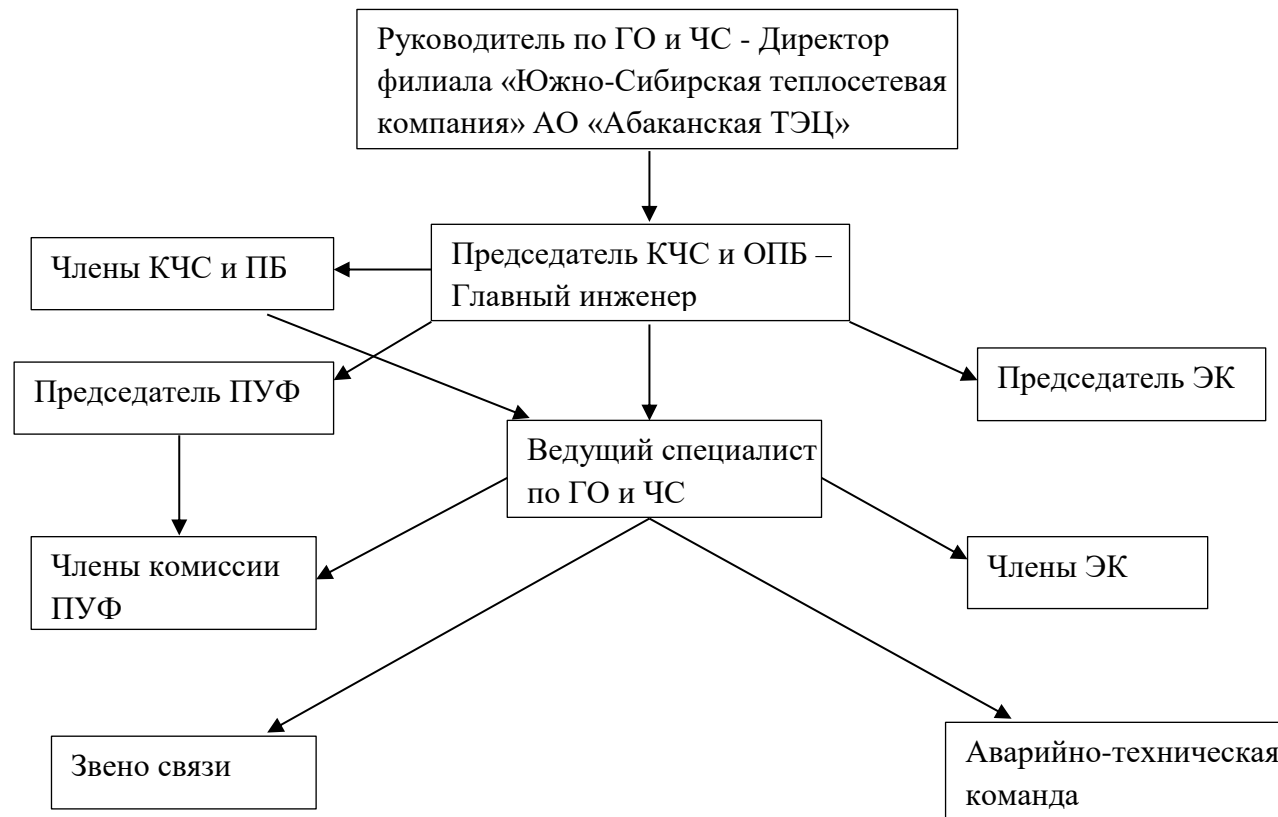 Руководитель по ГО и ЧС - Директор
филиала «Южно-Сибирская теплосетевая
компания» АО «Абаканская ТЭЦ»
Члены КЧС и ПБ
Председатель КЧС и ОПБ –
Главный инженер
Председатель ПУФ
Председатель ЭК
Ведущий специалист
по ГО и ЧС
Члены комиссии
ПУФ
Члены ЭК
Звено связи
Аварийно-техническая
команда